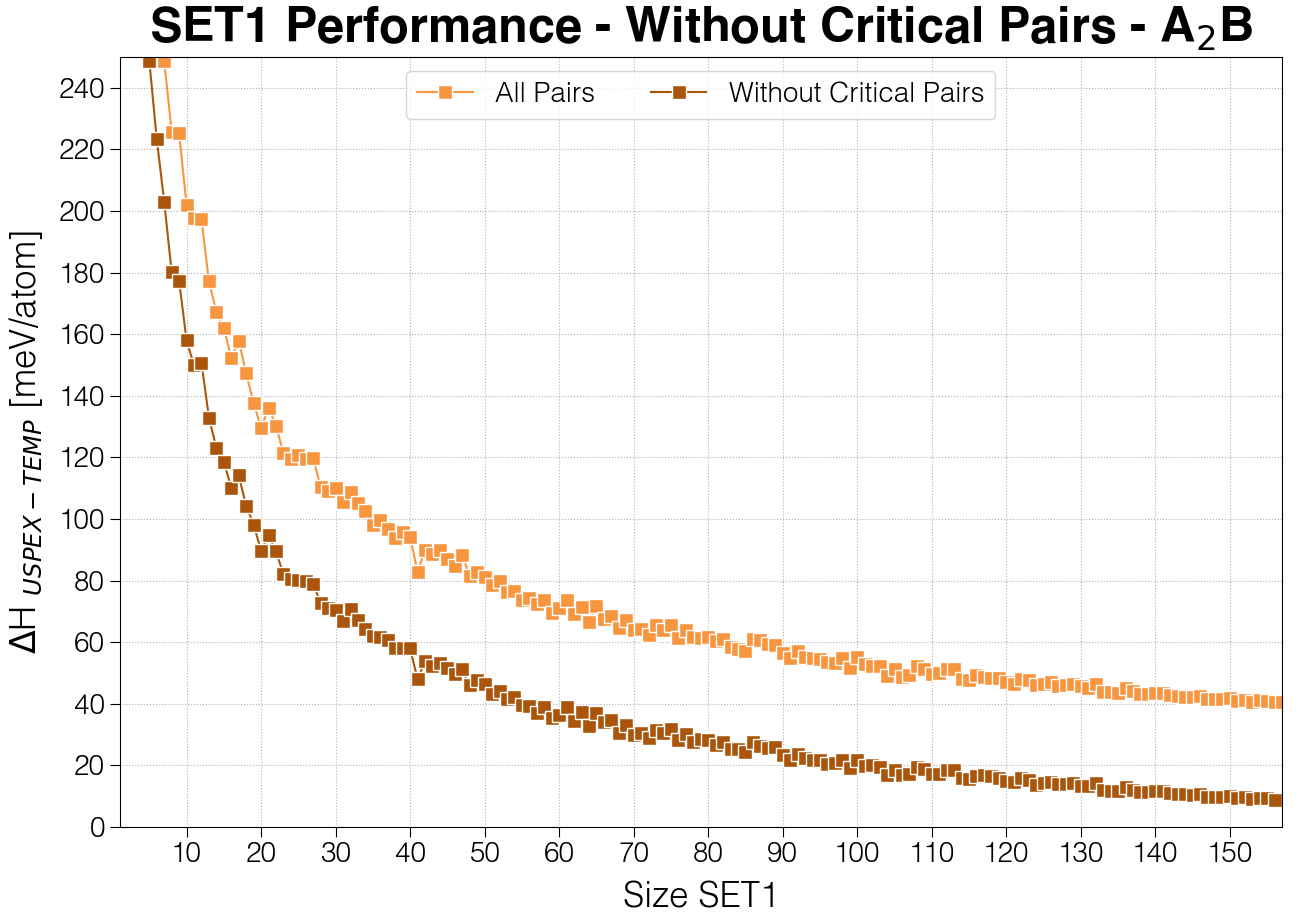 SET1 Performance - Without Critical Pairs - A₂B
All Pairs
Without Critical Pairs
ΔH USPEX − TEMP [meV/atom]
240
220
200
180
160
140
120
100
80
60
40
20
0
10 20 30 40 50 60 70 80 90 100 110 120 130 140 150
Size SET1